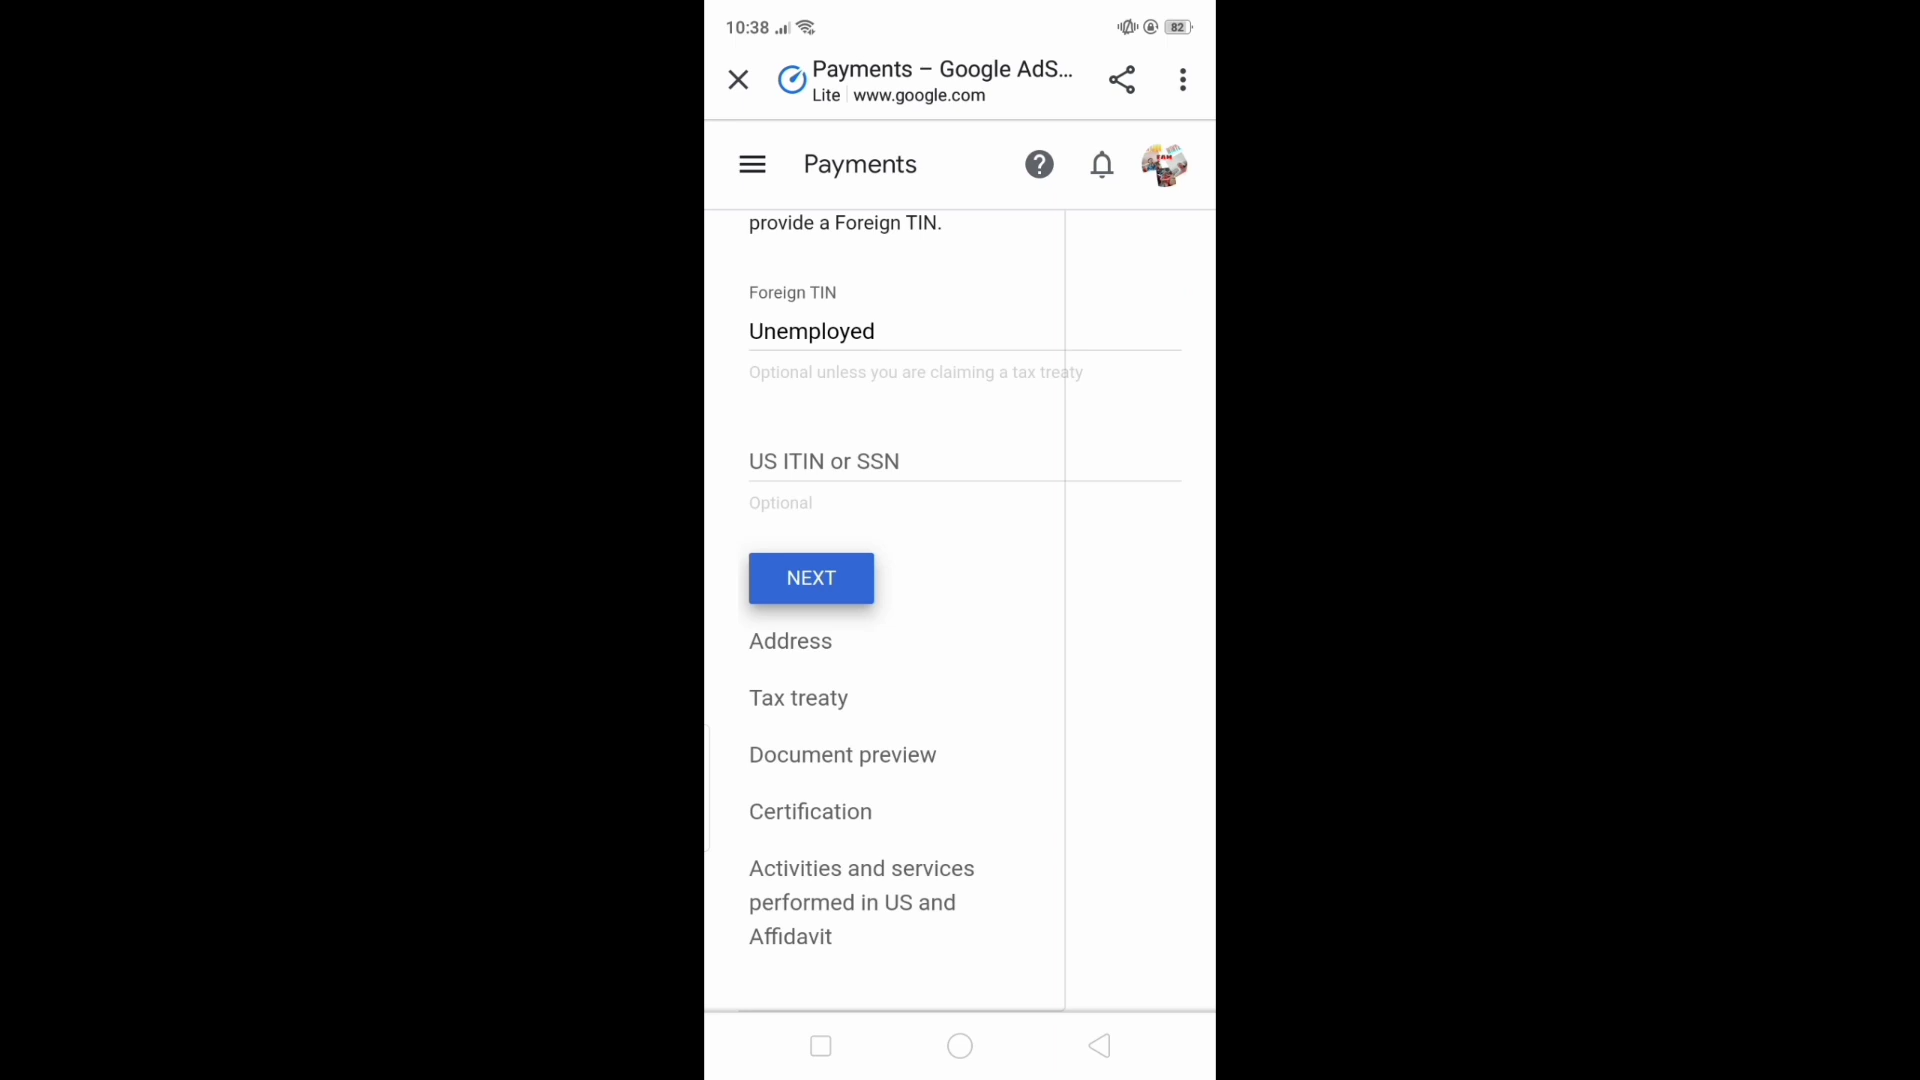 10:38
82
Payments – Google AdS...
Lite www.google.com
Payments
provide a Foreign TIN.
Foreign TIN
Unemployed
Optional unless you are claiming a tax treaty
US ITIN or SSN
Optional
NEXT
Address
Tax treaty
Document preview
Certification
Activities and services
performed in US and
Affidavit